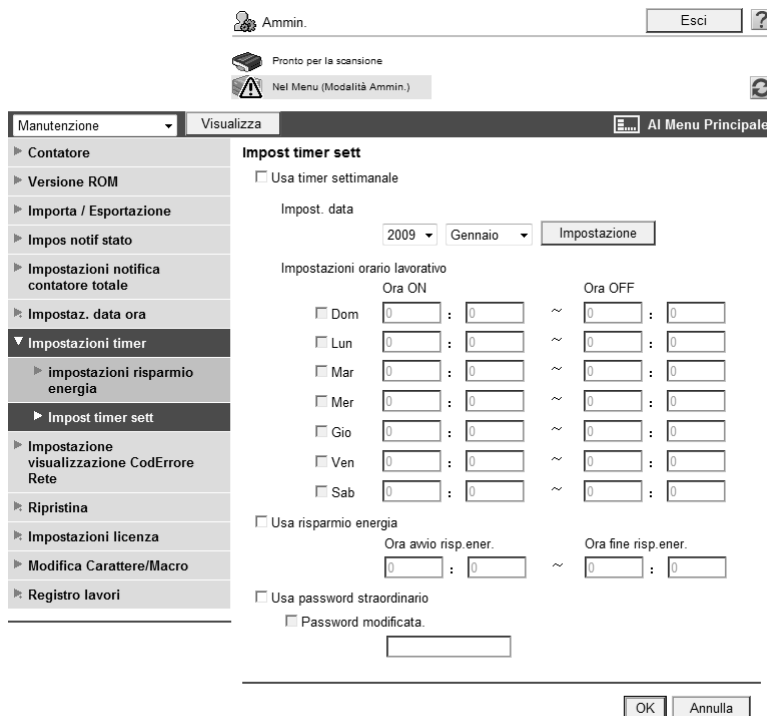 Ammin.
Esci
?
Pronto per la scansione
Nel Menu (Modalità Ammin.)
Manutenzione
Visualizza
Al Menu Principale
Contatore
Versione ROM
Importa / Esportazione
Impos notif stato
Impostazioni notifica
contatore totale
Impostaz. data ora
Impostazioni timer
impostazioni risparmio
energia
Impost timer sett
Impostazione
visualizzazione CodErrore
Rete
Ripristina
Impostazioni licenza
Modifica Carattere/Macro
Registro lavori
Impost timer sett
Usa timer settimanale
Impost. data
2009 Gennaio Impostazione
Impostazioni orario lavorativo
Ora ON Ora OFF
Dom 0 : 0 ~ 0 : 0
Lun 0 : 0 ~ 0 : 0
Mar 0 : 0 ~ 0 : 0
Mer 0 : 0 ~ 0 : 0
Gio 0 : 0 ~ 0 : 0
Ven 0 : 0 ~ 0 : 0
Sab 0 : 0 ~ 0 : 0
Usa risparmio energia
Ora avvio risp.ener. Ora fine risp.ener.
0 : 0 ~ 0 : 0
Usa password straordinario
Password modificata.
OK Annulla